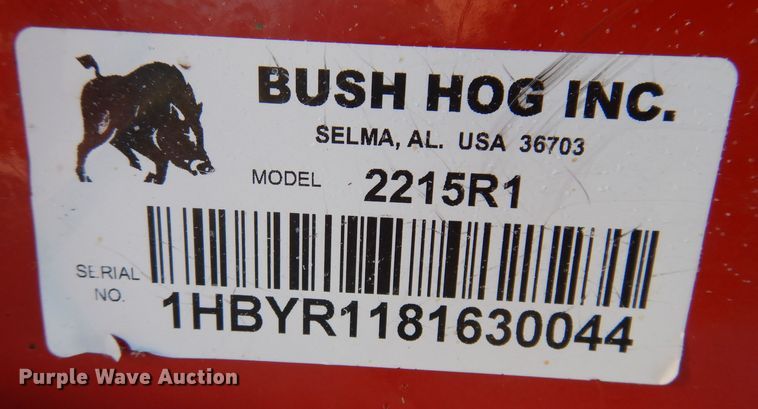 BUSH HOG INC.
SELMA, AL. USA 36703
MODEL 2215R1
SERIAL
NO.
1HBYR1181630044
Purple Wave Auction